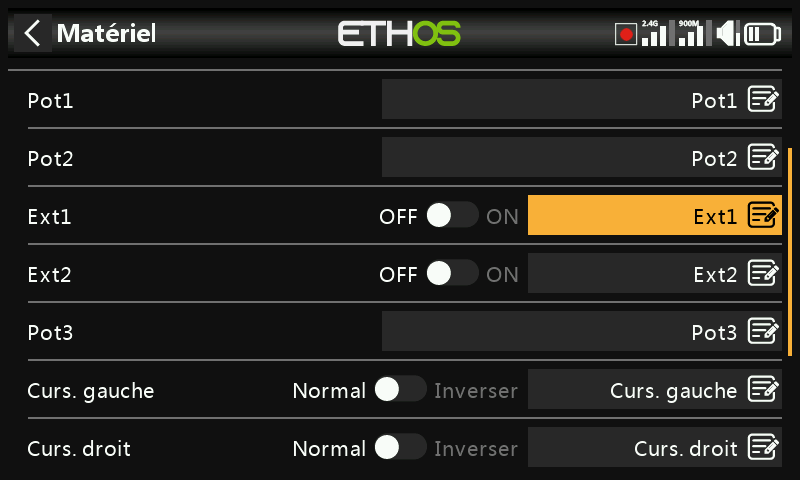 Matériel ETHOS 2.4G 900M
Pot1 Pot1
Pot2 Pot2
Ext1 OFF ON Ext1
Ext2 OFF ON Ext2
Pot3 Pot3
Curs. gauche Normal Inverser Curs. gauche
Curs. droit Normal Inverser Curs. droit